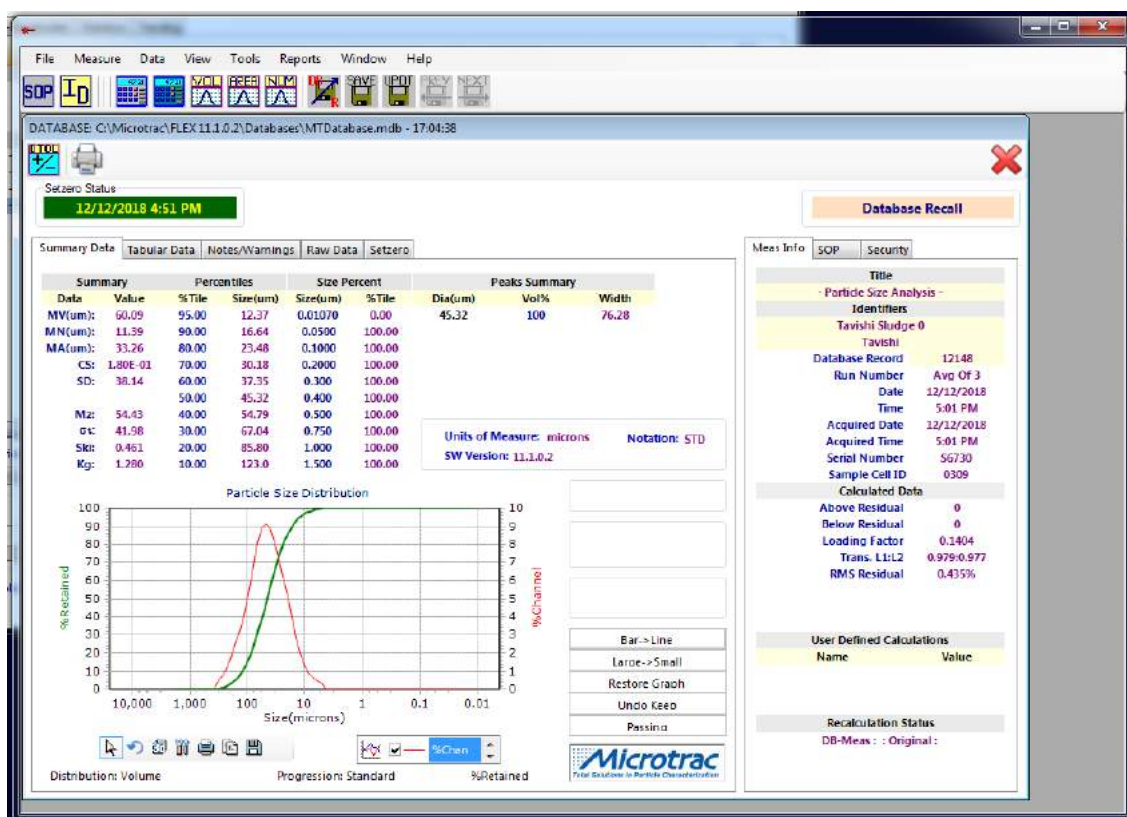 File Measure Data View Tools Reports Window Help
SOP ID VOL AREA NUM DB R SAVE UPDT PREV NEXT
DATABASE: C:\Microtrac\FLEX 11.1.0.2\Databases\MTDatabase.mdb - 17:04:38
Setzero Status
12/12/2018 4:51 PM
Database Recall
Summary Data Tabular Data Notes/Warnings Raw Data Setzero
Summary Percentiles Size Percent Peaks Summary
Data Value %Tile Size(um) Size(um) %Tile Dia(um) Vol% Width
MV(um): 60.09 95.00 12.37 0.01070 0.00 45.32 100 76.28
MN(um): 11.39 90.00 16.64 0.0500 100.00
MA(um): 33.26 80.00 23.48 0.1000 100.00
CS: 1.80E-01 70.00 30.18 0.2000 100.00
SD: 38.14 60.00 37.35 0.300 100.00
50.00 45.32 0.400 100.00
Mz: 54.43 40.00 54.79 0.500 100.00
σı: 41.98 30.00 67.04 0.750 100.00
Ski: 0.461 20.00 85.80 1.000 100.00
Kg: 1.280 10.00 123.0 1.500 100.00
Units of Measure: microns Notation: STD
SW Version: 11.1.0.2
Particle Size Distribution
%Retained
100
90
80
70
60
50
40
30
20
10
0
10
9
8
7
6
5
4
3
2
1
0
%Channel
10,000 1,000 100 10 1 0.1 0.01
Size(microns)
%Chan
Distribution: Volume Progression: Standard %Retained
Bar->Line
Large->Small
Restore Graph
Undo Keep
Passing
Microtrac
Total Solutions in Particle Characterization
Meas Info SOP Security
Title
- Particle Size Analysis -
Identifiers
Tavishi Sludge 0
Tavishi
Database Record 12148
Run Number Avg Of 3
Date 12/12/2018
Time 5:01 PM
Acquired Date 12/12/2018
Acquired Time 5:01 PM
Serial Number S6730
Sample Cell ID 0309
Calculated Data
Above Residual 0
Below Residual 0
Loading Factor 0.1404
Trans. L1:L2 0.979:0.977
RMS Residual 0.435%
User Defined Calculations
Name Value
Recalculation Status
DB-Meas : : Original :